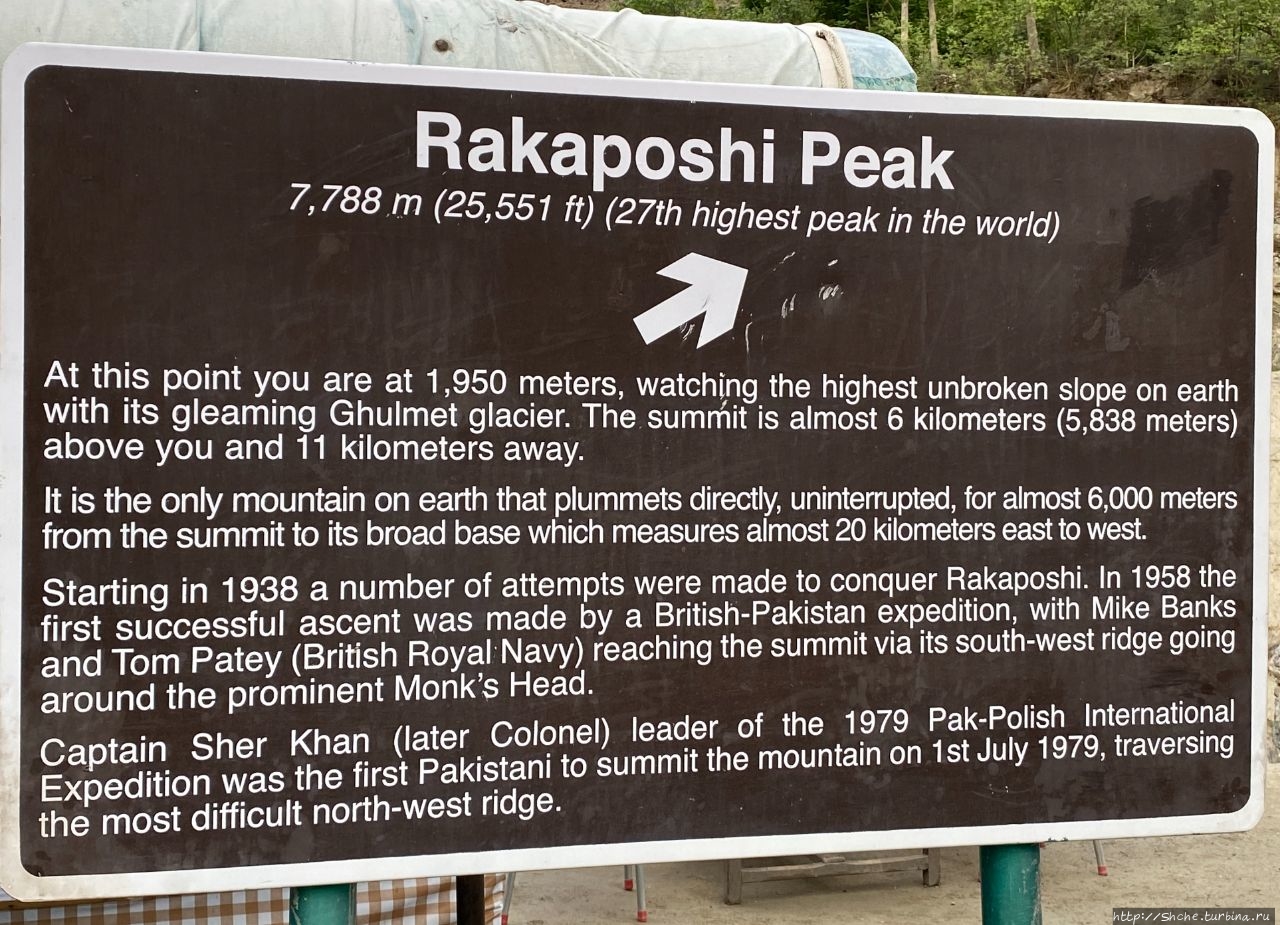 Rakaposhi Peak
7,788 m (25,551 ft) (27th highest peak in the world)
At this point you are at 1,950 meters, watching the highest unbroken slope on earth
with its gleaming Ghulmet glacier. The summit is almost 6 kilometers (5,838 meters)
above you and 11 kilometers away.
It is the only mountain on earth that plummets directly, uninterrupted, for almost 6,000 meters
from the summit to its broad base which measures almost 20 kilometers east to west.
Starting in 1938 a number of attempts were made to conquer Rakaposhi. In 1958 the
first successful ascent was made by a British-Pakistan expedition, with Mike Banks
and Tom Patey (British Royal Navy) reaching the summit via its south-west ridge going
around the prominent Monk's Head.
Captain Sher Khan (later Colonel) leader of the 1979 Pak-Polish International
Expedition was the first Pakistani to summit the mountain on 1st July 1979, traversing
the most difficult north-west ridge.
http://Shche.turbina.ru